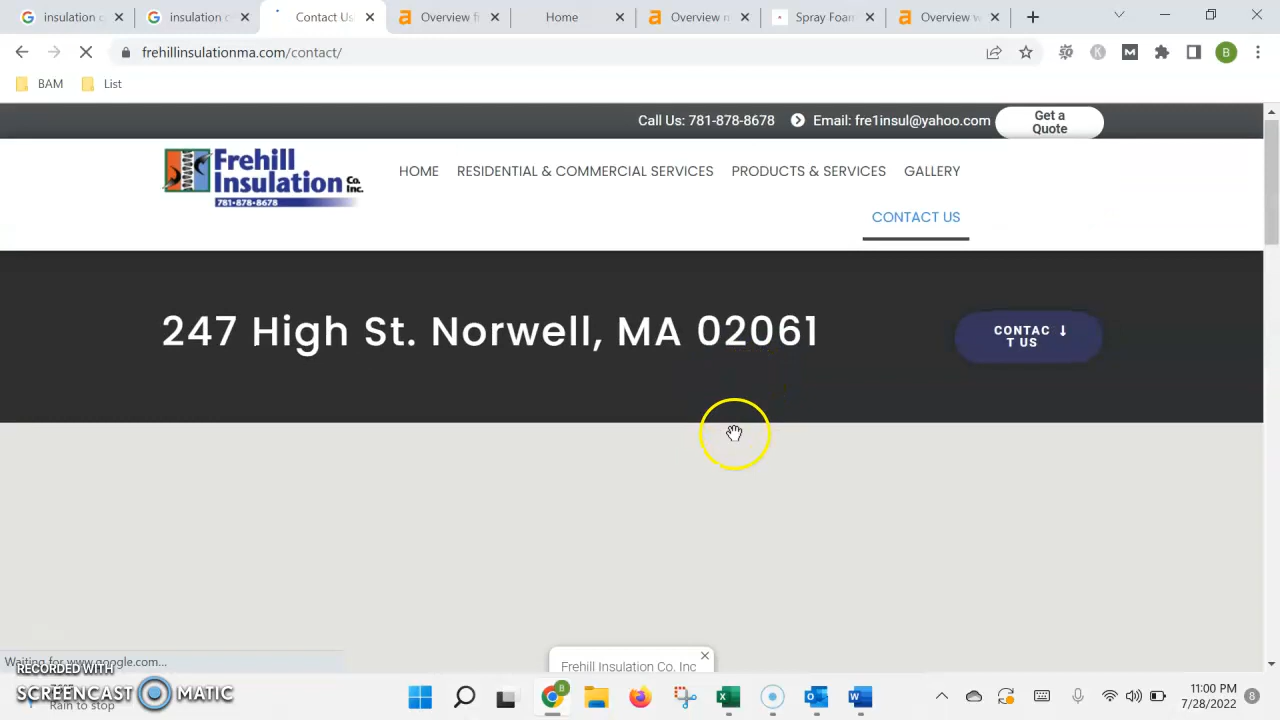 insulation c
insulation c
Contact Us
Overview fi
Home
Overview n
Spray Foan
Overview w
frehillinsulationma.com/contact/
B
BAM
List
Call Us: 781-878-8678
Email: fre1insul@yahoo.com
Get a
Quote
Frehill
Insulation Co. Inc.
781•878•8678
HOME
RESIDENTIAL & COMMERCIAL SERVICES
PRODUCTS & SERVICES
GALLERY
CONTACT US
247 High St. Norwell, MA 02061
CONTAC
T US
Frehill Insulation Co. Inc
Waiting for www.google.com...
RECORDED WITH
SCREENCAST MATIC
Rain to stop
11:00 PM
7/28/2022
8